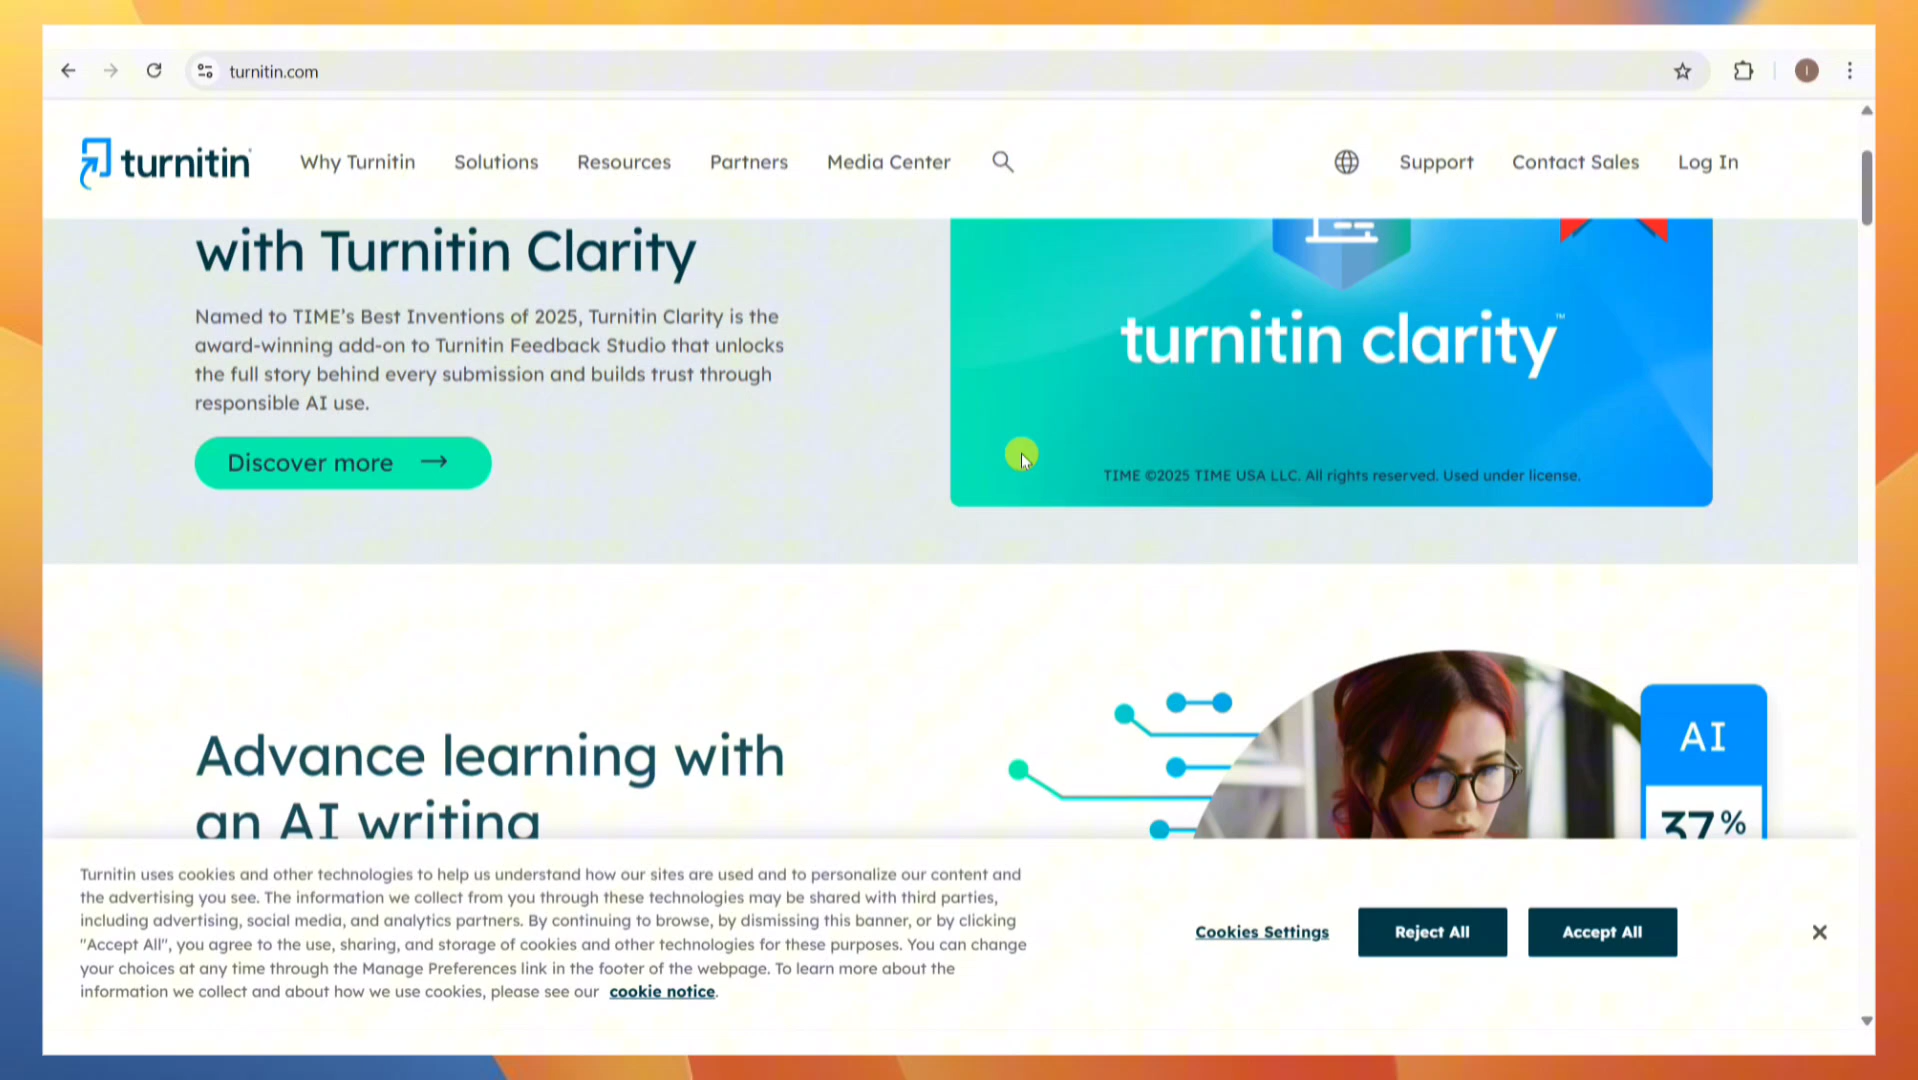 turnitin.com
turnitin
Why Turnitin
Solutions
Resources
Partners
Media Center
Support
Contact Sales
Log In
with Turnitin Clarity
Named to TIME's Best Inventions of 2025, Turnitin Clarity is the
award-winning add-on to Turnitin Feedback Studio that unlocks
the full story behind every submission and builds trust through
responsible AI use.
Discover more →
turnitin clarity™
TIME ©2025 TIME USA LLC. All rights reserved. Used under license.
Advance learning with
an AI writing
AI
37%
Turnitin uses cookies and other technologies to help us understand how our sites are used and to personalize our content and
the advertising you see. The information we collect from you through these technologies may be shared with third parties,
including advertising, social media, and analytics partners. By continuing to browse, by dismissing this banner, or by clicking
"Accept All", you agree to the use, sharing, and storage of cookies and other technologies for these purposes. You can change
your choices at any time through the Manage Preferences link in the footer of the webpage. To learn more about the
information we collect and about how we use cookies, please see our cookie notice.
Cookies Settings
Reject All
Accept All